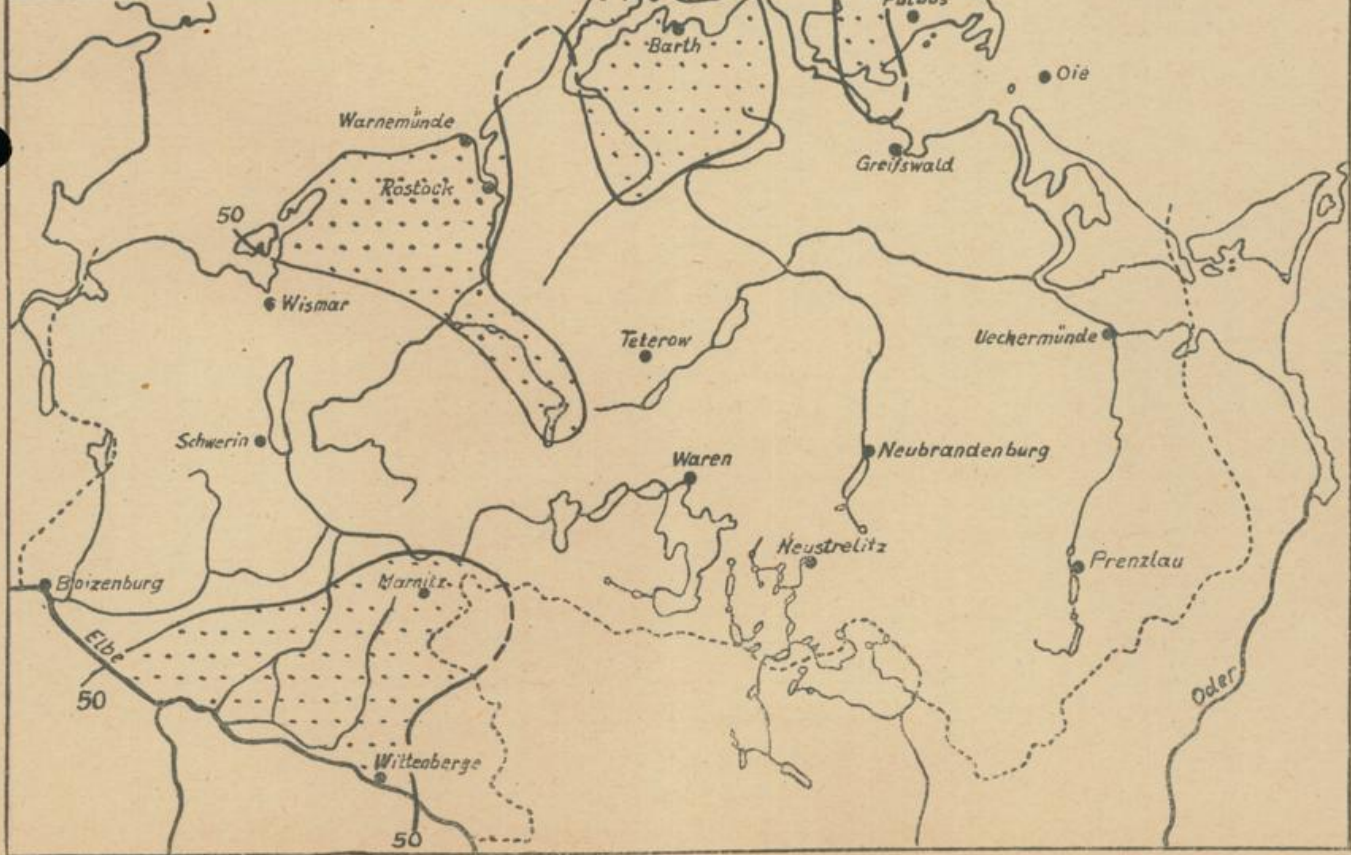 Putbus
Barth
Oie
Warnemünde
Greifswald
Rostock
50
Wismar
Teterow
Ueckermünde
Schwerin
Waren
Neubrandenburg
Neustrelitz
Prenzlau
Boizenburg
Marnitz
Elbe
50
Oder
Wittenberge
50